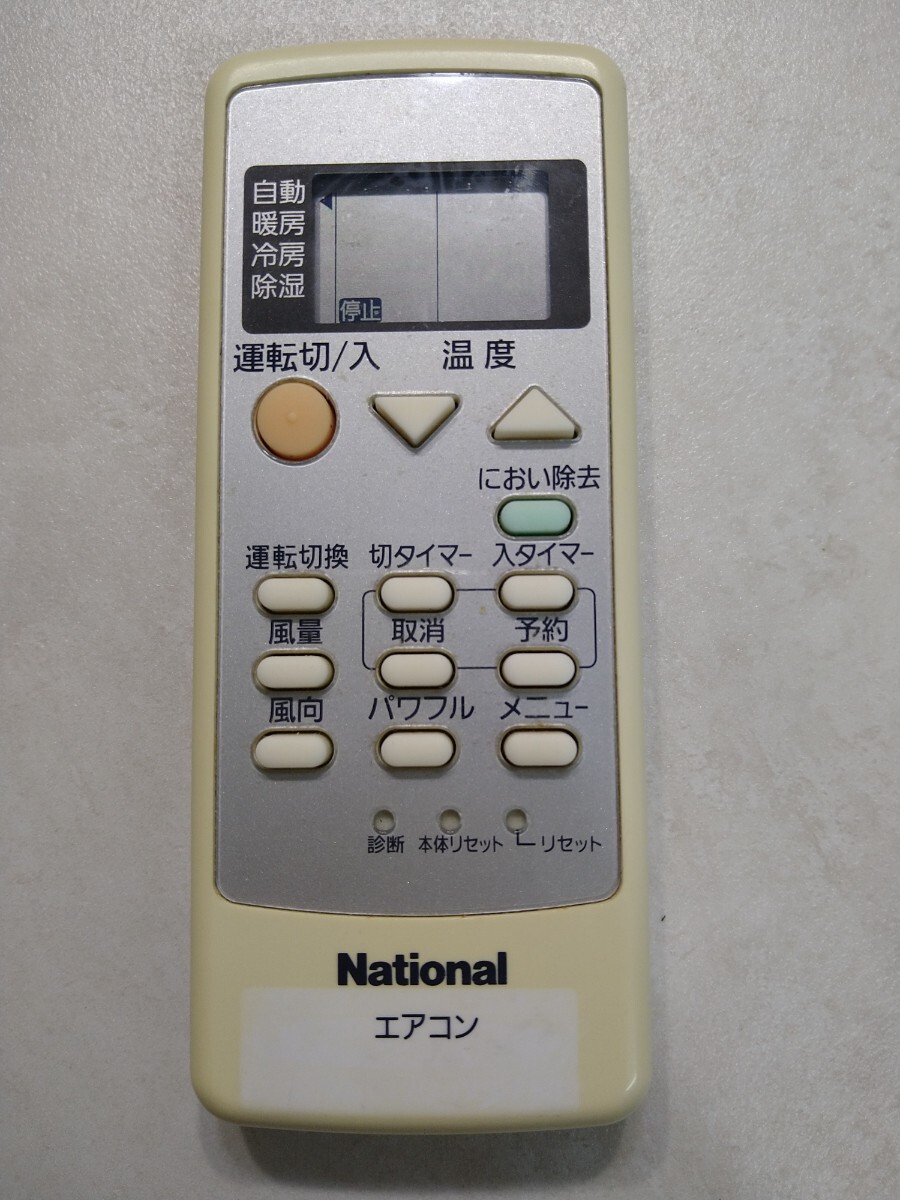 自動
暖房
冷房
除湿
停止
運転切/入 温度
におい除去
運転切換 切タイマー 入タイマー
風量 取消 予約
風向 パワフル メニュー
診断 本体リセット リセット
National
エアコン